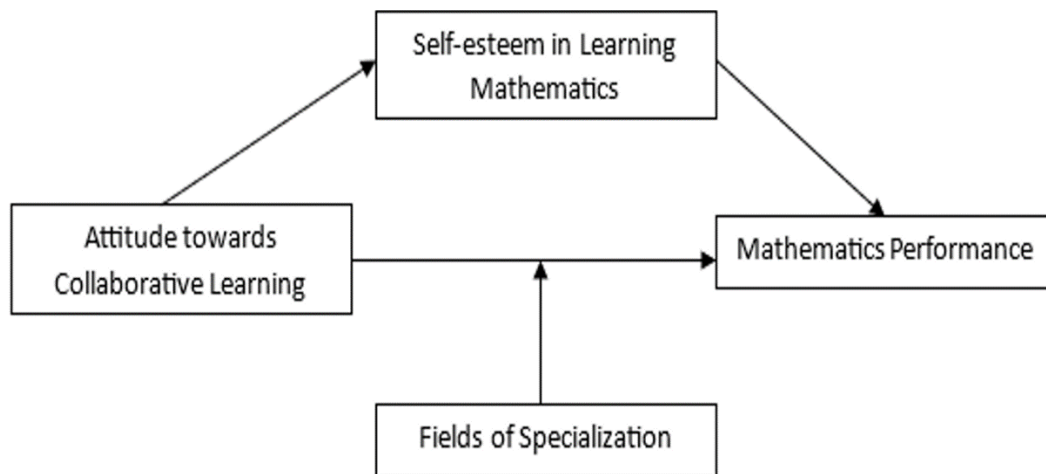 Self-esteem in Learning
Mathematics
Attitude towards
Collaborative Learning
Mathematics Performance
Fields of Specialization